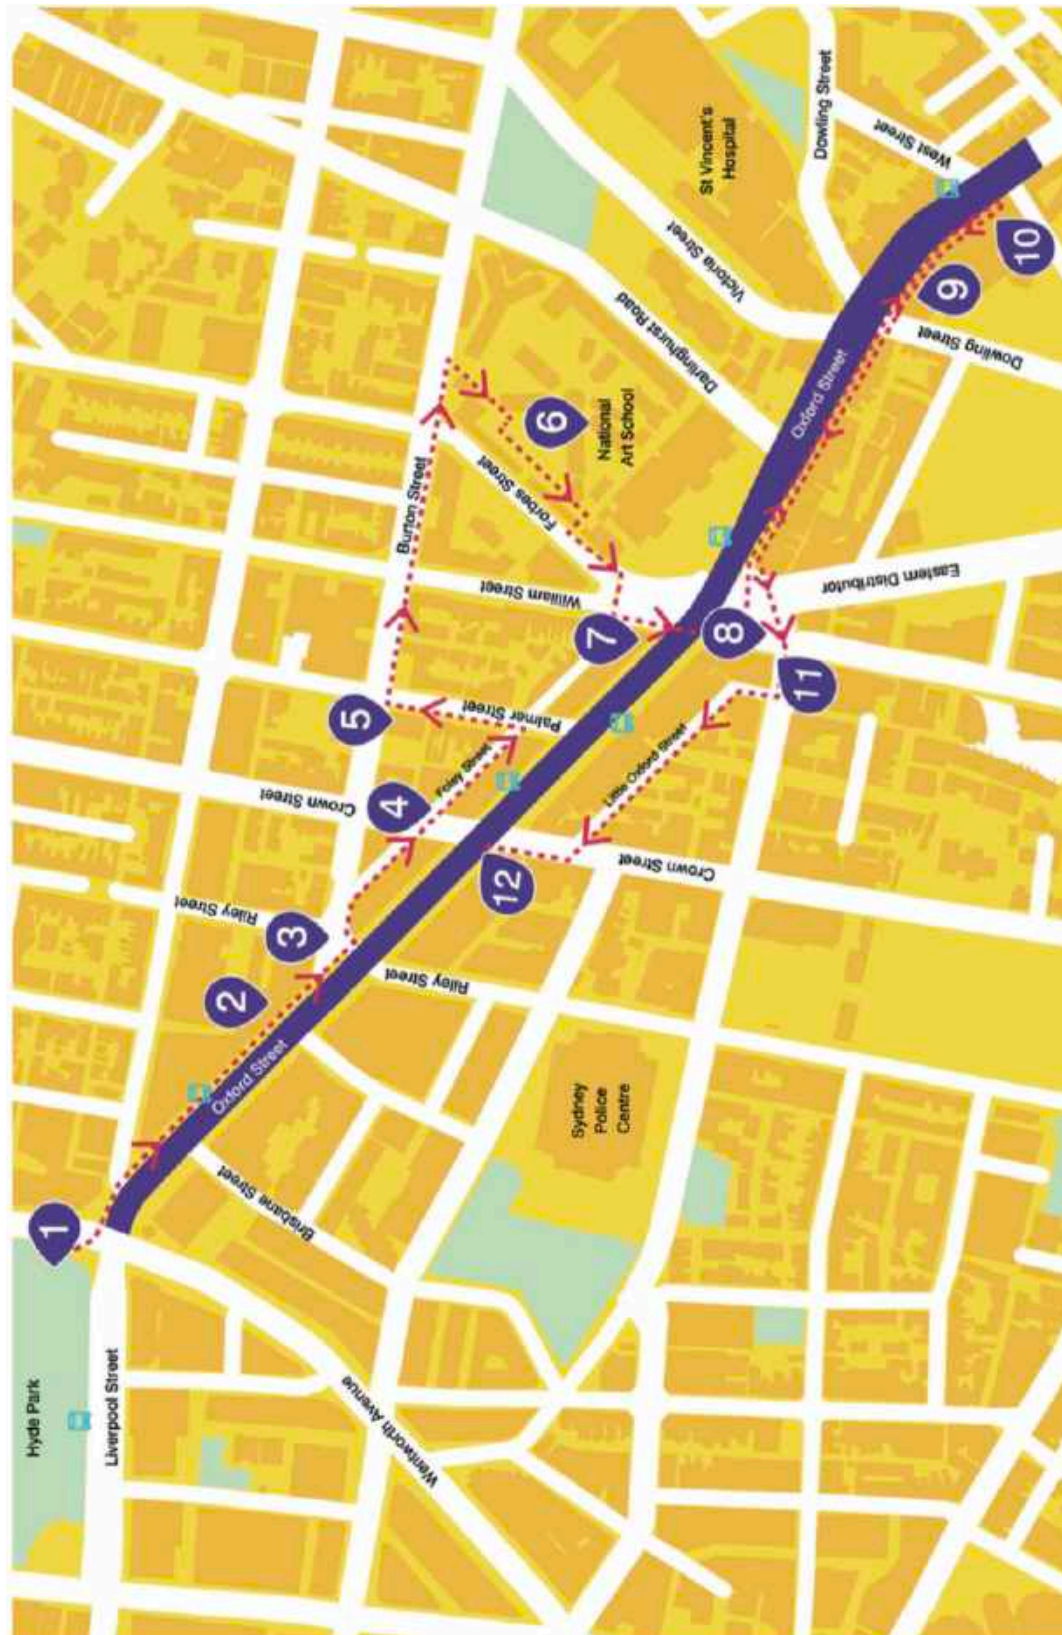 Hyde Park
1
Liverpool Street
Riley Street
2
3
Crown Street
5
4
Burton Street
Oxford Street
Brisbane Street
Wentworth Avenue
Foley Street
Riley Street
Palmer Street
William Street
Forbes Street
6
National
Art School
12
7
Sydney
Police
Centre
Little Oxford Street
Crown Street
Darlinghurst Road
Victoria Street
St Vincent's
Hospital
8
11
Oxford Street
Dowling Street
Eastern Distributor
West Street
9
Dowling Street
10